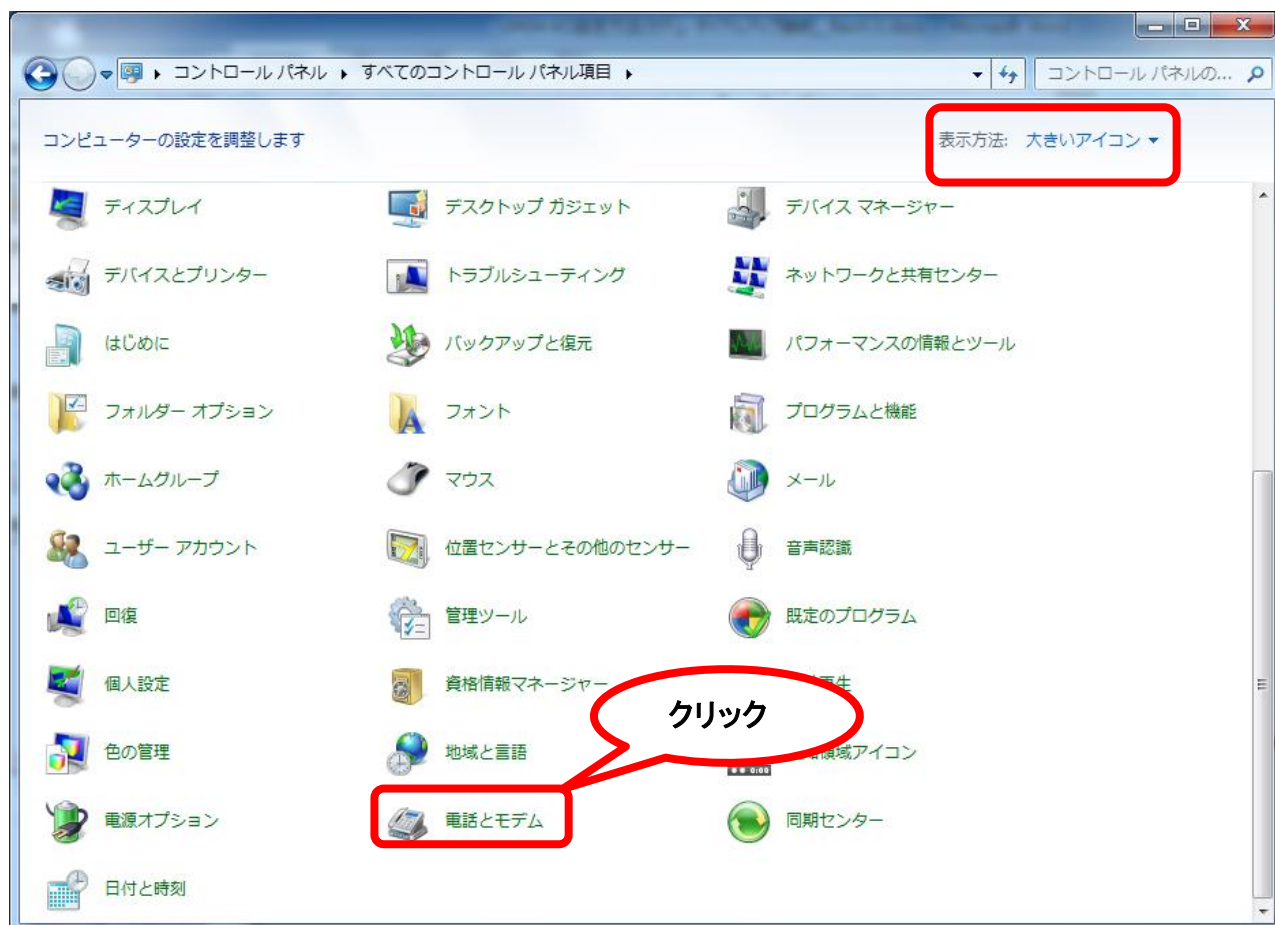 コントロール パネル ▸ すべてのコントロール パネル項目 ▸
コントロール パネルの...
コンピューターの設定を調整します
表示方法: 大きいアイコン
ディスプレイ
デスクトップ ガジェット
デバイス マネージャー
デバイスとプリンター
トラブルシューティング
ネットワークと共有センター
はじめに
バックアップと復元
パフォーマンスの情報とツール
フォルダー オプション
フォント
プログラムと機能
ホームグループ
マウス
メール
ユーザー アカウント
位置センサーとその他のセンサー
音声認識
回復
管理ツール
既定のプログラム
個人設定
資格情報マネージャー
再生
クリック
色の管理
地域と言語
領域アイコン
0:00
電源オプション
電話とモデム
同期センター
日付と時刻